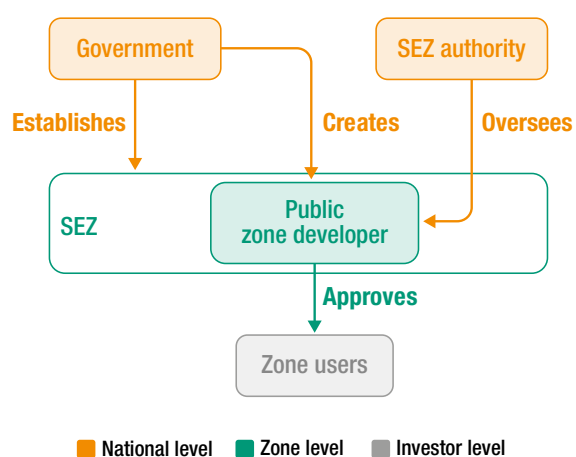 Government
SEZ authority
Establishes
Creates
Oversees
SEZ
Public
zone developer
Approves
Zone users
National level
Zone level
Investor level